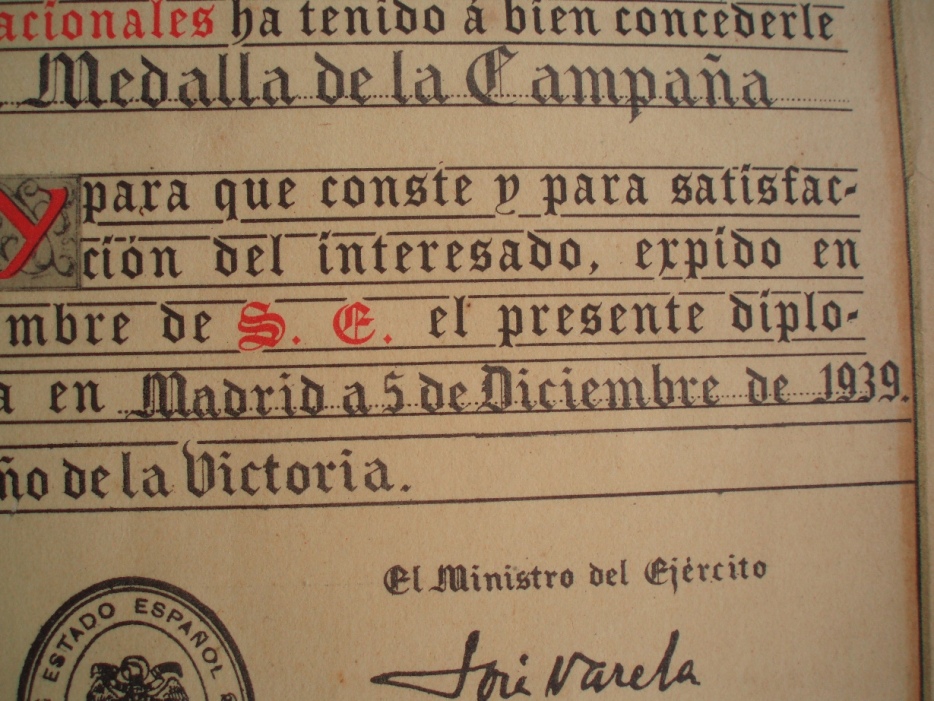 acionales ha tenido á bien concederle
Medalla de la Campaña
Y para que conste y para satisfac-
ción del interesado, expido en
mbre de S. E. el presente diplo-
a en Madrid a 5 de Diciembre de 1939.
ño de la Victoria.
El Ministro del Ejército
ESTADO ESPAÑOL
José Varela